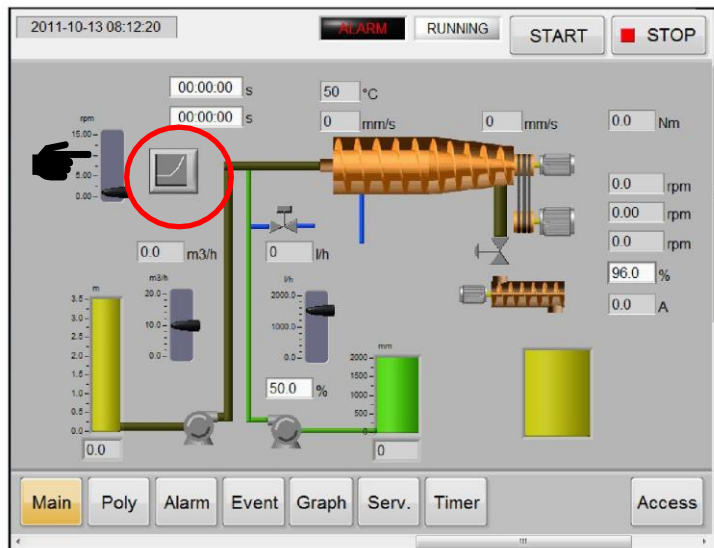 2011-10-13 08:12:20
ALARM
RUNNING
START
STOP
00:00:00 s
50 °C
00:00:00 s
0 mm/s
0 mm/s
0.0 Nm
rpm
15.00
5.00
0.00
0.0 rpm
0.00 rpm
0.0 rpm
96.0 %
0.0 A
0.0 m3/h
0 l/h
m
3.5
3.0
2.5
2.0
1.5
1.0
0.5
0.0
0.0
m3/h
20.0
10.0
0.0
l/h
2000.0
1000.0
0.0
50.0 %
mm
2000
1500
1000
500
0
0
Main Poly Alarm Event Graph Serv. Timer Access